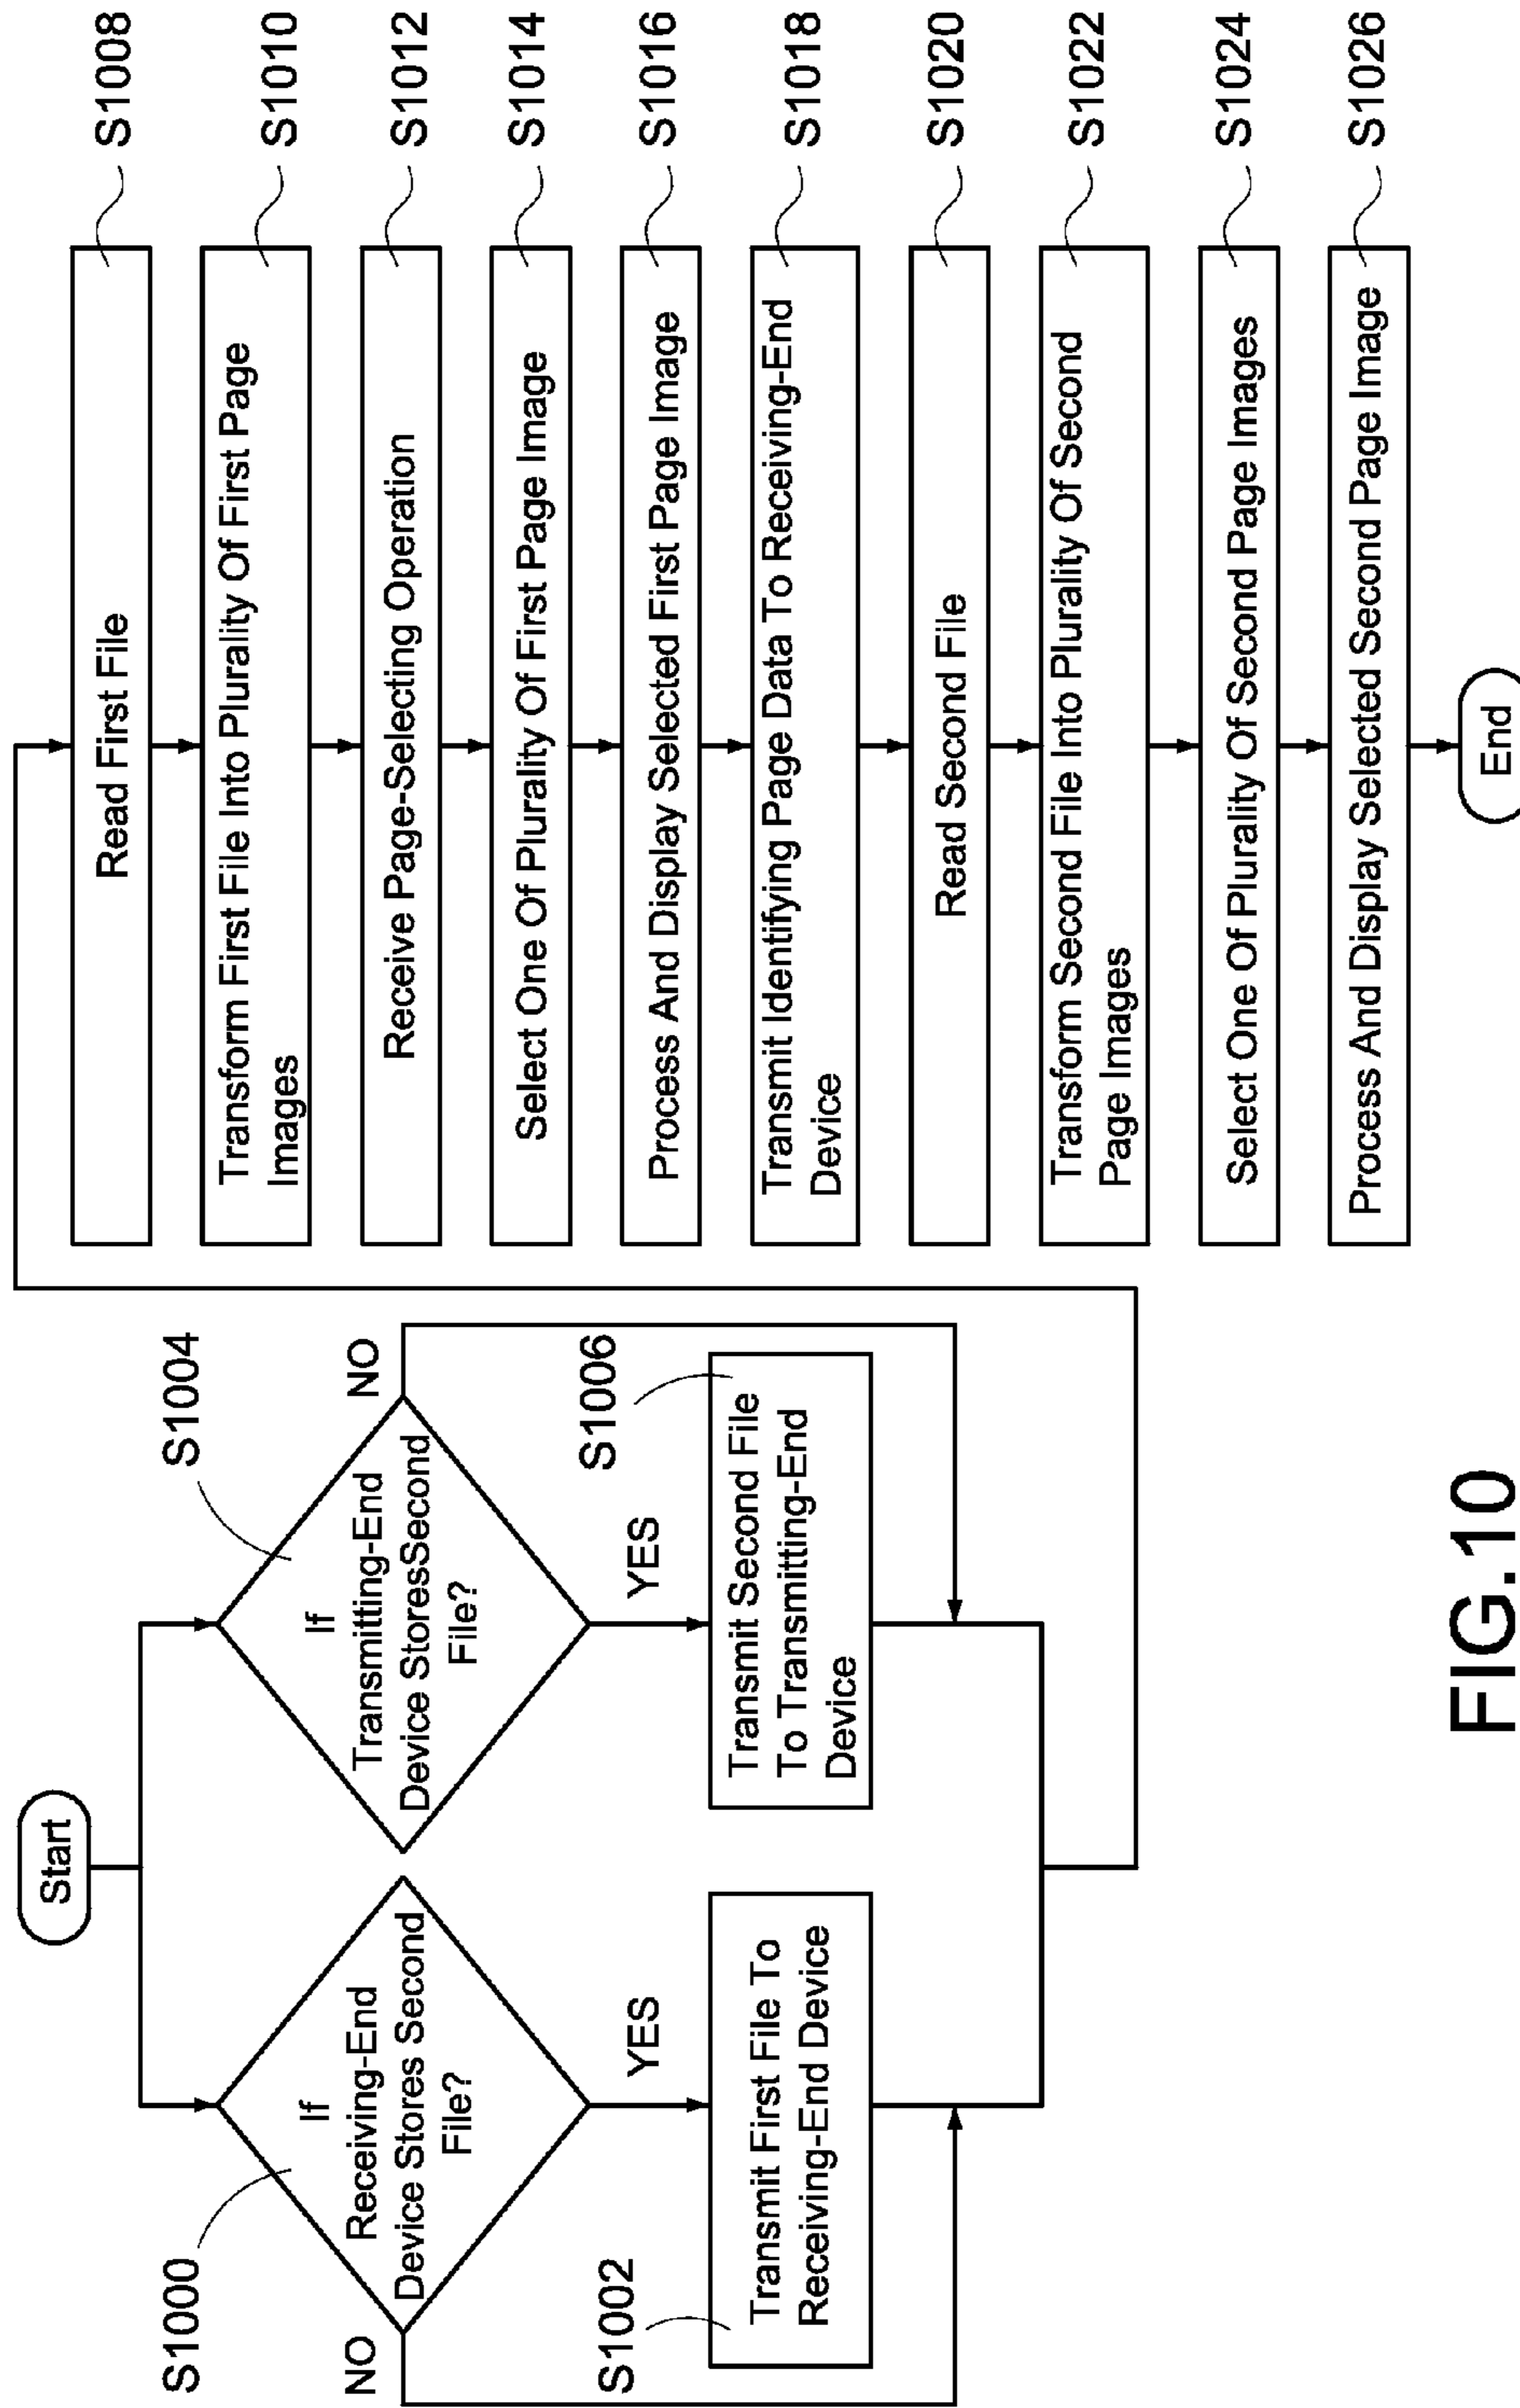 Start
S1000
If
Receiving-End
Device Stores Second
File?
NO
YES
S1002
Transmit First File To
Receiving-End Device
S1004
If
Transmitting-End
Device StoresSecond
File?
NO
YES
S1006
Transmit Second File
To Transmitting-End
Device
Read First File
S1008
Transform First File Into Plurality Of First Page
Images
S1010
Receive Page-Selecting Operation
S1012
Select One Of Plurality Of First Page Image
S1014
Process And Display Selected First Page Image
S1016
Transmit Identifying Page Data To Receiving-End
Device
S1018
Read Second File
S1020
Transform Second File Into Plurality Of Second
Page Images
S1022
Select One Of Plurality Of Second Page Images
S1024
Process And Display Selected Second Page Image
S1026
End
FIG.10